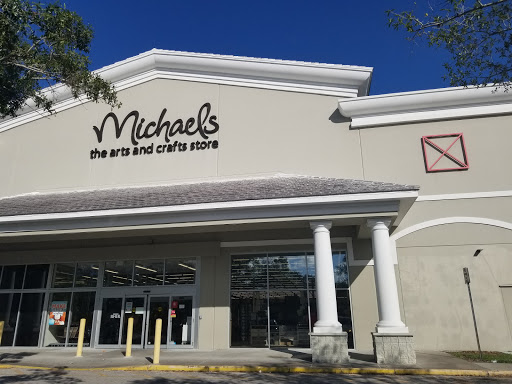 Michaels
the arts and crafts store